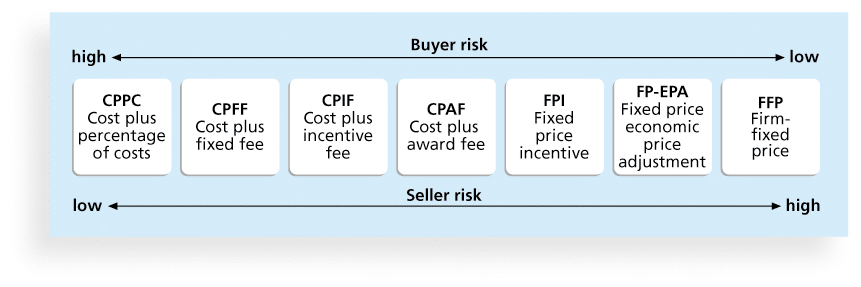 Buyer risk
high
low
CPPC
Cost plus
percentage
of costs
CPFF
Cost plus
fixed fee
CPIF
Cost plus
incentive
fee
CPAF
Cost plus
award fee
FPI
Fixed
price
incentive
FP-EPA
Fixed price
economic
price
adjustment
FFP
Firm-
fixed
price
Seller risk
low
high